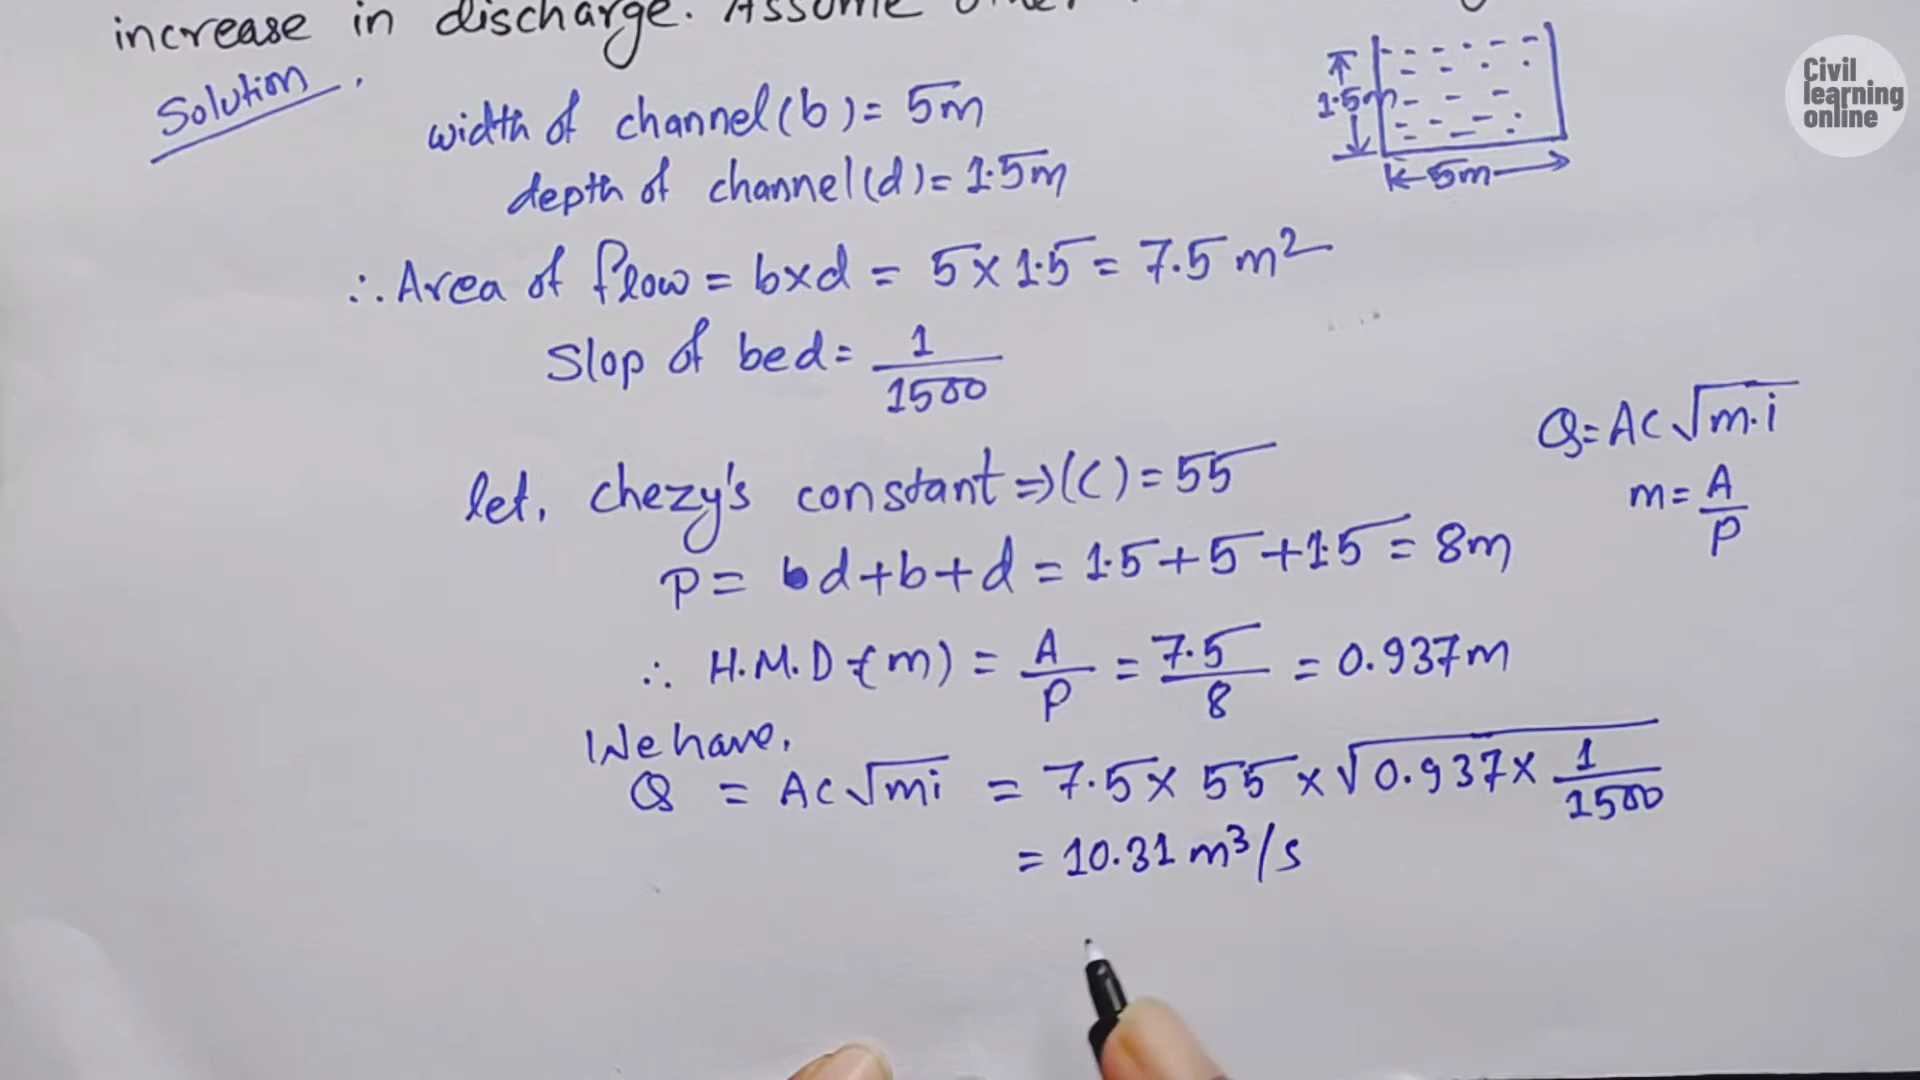 increase in discharge. Assume
Solution.
width of channel(b)= 5m
depth of channel(d)= 1.5m
1.5m
5m
∴ Area of flow = b×d = 5×1.5 = 7.5 m²
Slop of bed = 1/1500
let, chezy's constant ⇒(C) = 55
Q = AC√m.i
m = A/P
P = d+b+d = 1.5+5+1.5 = 8m
∴ H.M.D (m) = A/P = 7.5/8 = 0.937m
We have,
Q = AC√mi = 7.5 × 55 × √0.937 × 1/1500
= 10.31 m³/s
Civil
learning
online